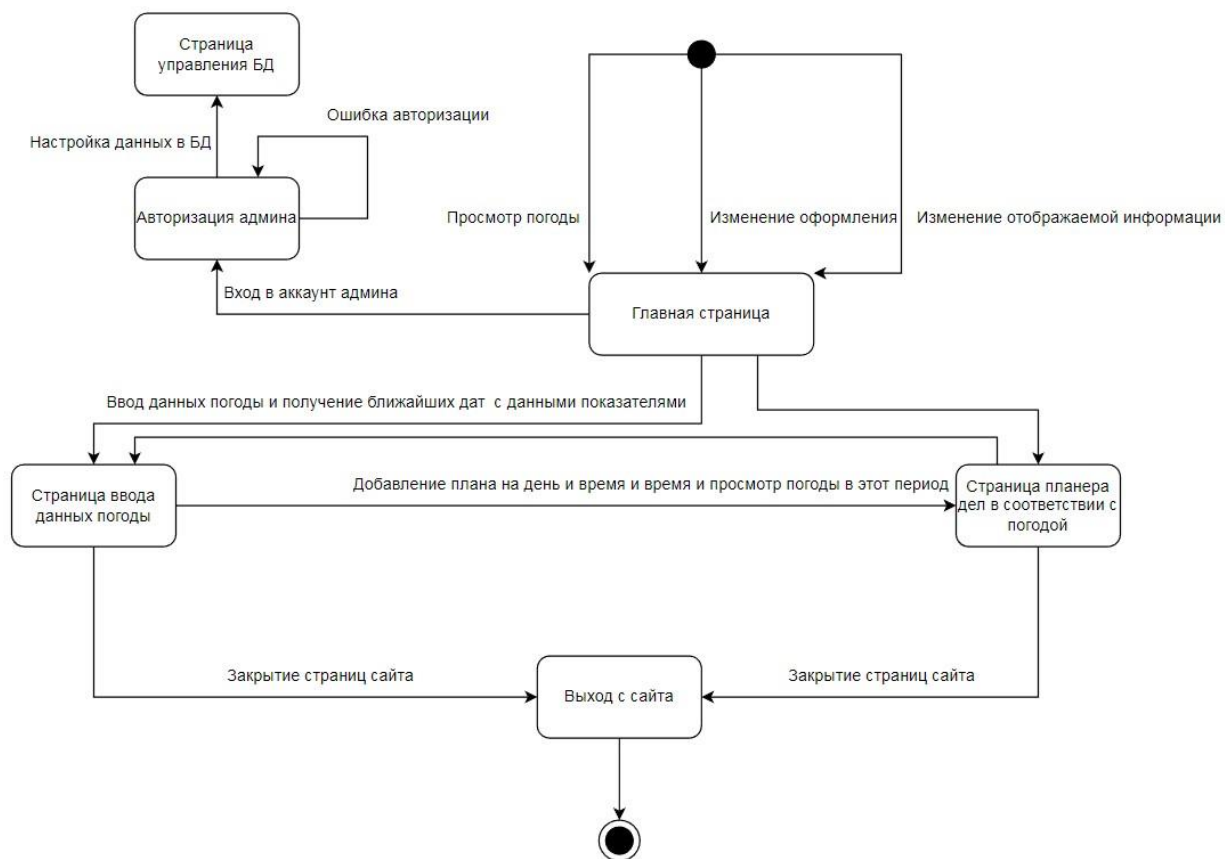 Страница
управления БД
Ошибка авторизации
Настройка данных в БД
Авторизация админа
Просмотр погоды
Изменение оформления
Изменение отображаемой информации
Вход в аккаунт админа
Главная страница
Ввод данных погоды и получение ближайших дат с данными показателями
Страница ввода
данных погоды
Добавление плана на день и время и время и просмотр погоды в этот период
Страница планера
дел в соответствии с
погодой
Закрытие страниц сайта
Выход с сайта
Закрытие страниц сайта